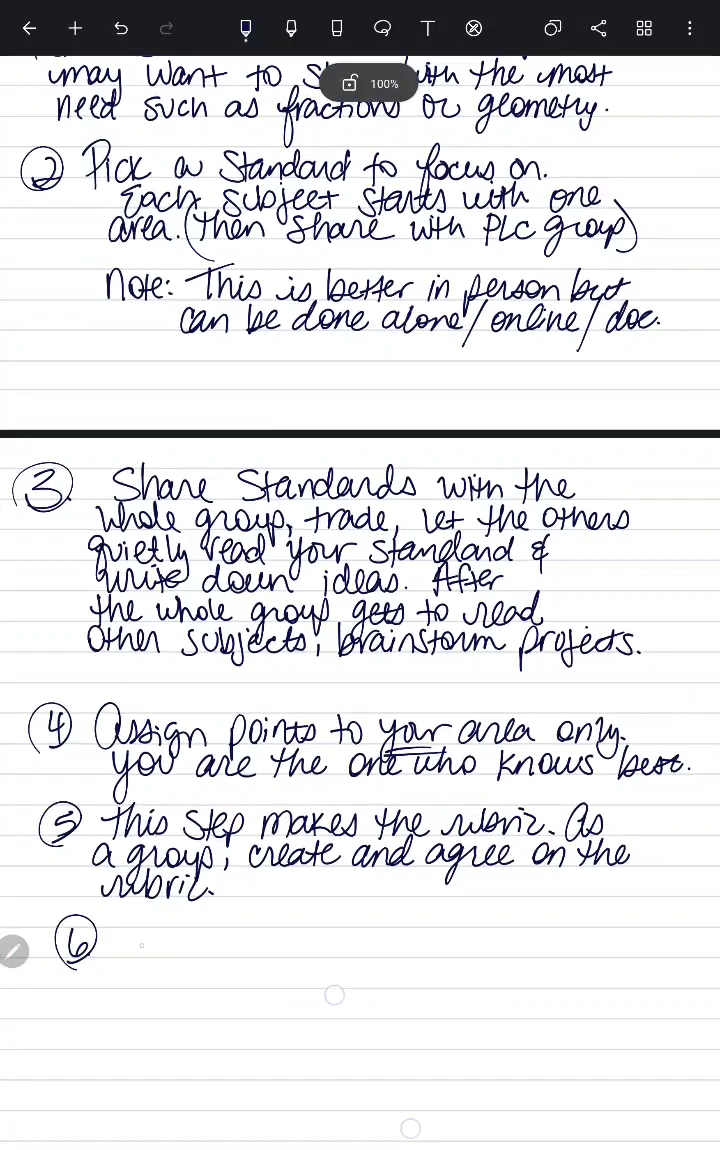 100%
may want to s with the most
need such as fractions or geometry.
② Pick a Standard to focus on.
Each subject starts with one
area. (Then share with PLC group)
Note: This is better in person but
can be done alone/online/doc.
③. Share Standards with the
whole group, trade, let the others
quietly read your standard &
write down ideas. After
the whole group gets to read
other subjects, brainstorm projects.
④ Assign points to your area only.
you are the one who knows best.
⑤ This step makes the rubric. As
a group, create and agree on the
rubric.
⑥